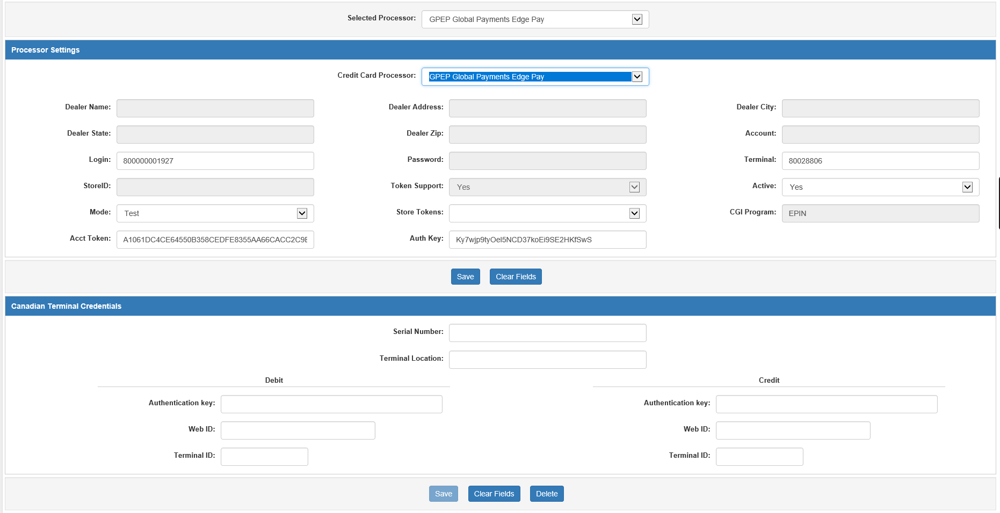 Selected Processor: GPEP Global Payments Edge Pay
Processor Settings
Credit Card Processor: GPEP Global Payments Edge Pay
Dealer Name: Dealer Address: Dealer City:
Dealer State: Dealer Zip: Account:
Login: 800000001927 Password: Terminal: 80028806
StoreID: Token Support: Yes Active: Yes
Mode: Test Store Tokens: CGI Program: EPIN
Acct Token: A1061DC4CE64550B358CEDFE8355AA66CACC2C9E Auth Key: Ky7wjp9tyOel5NCD37koEi9SE2HKfSwS
Save Clear Fields
Canadian Terminal Credentials
Serial Number:
Terminal Location:
Debit Credit
Authentication key: Authentication key:
Web ID: Web ID:
Terminal ID: Terminal ID:
Save Clear Fields Delete